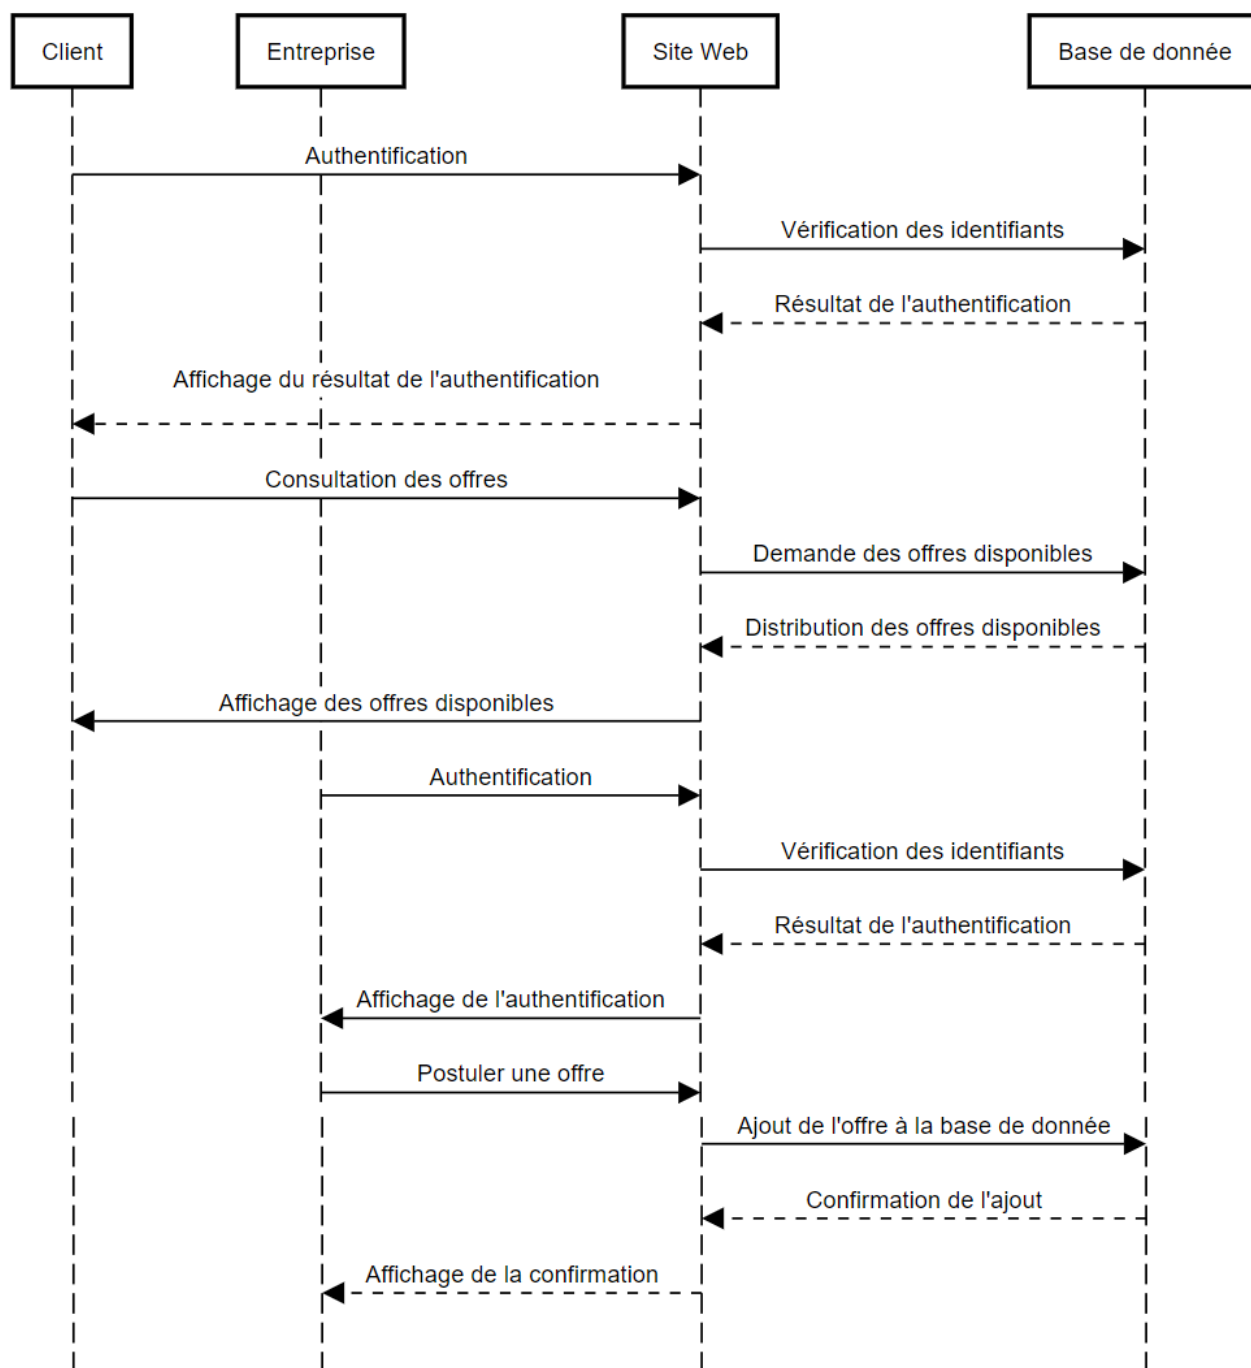 Client
Entreprise
Site Web
Base de donnée
Authentification
Vérification des identifiants
Résultat de l'authentification
Affichage du résultat de l'authentification
Consultation des offres
Demande des offres disponibles
Distribution des offres disponibles
Affichage des offres disponibles
Authentification
Vérification des identifiants
Résultat de l'authentification
Affichage de l'authentification
Postuler une offre
Ajout de l'offre à la base de donnée
Confirmation de l'ajout
Affichage de la confirmation